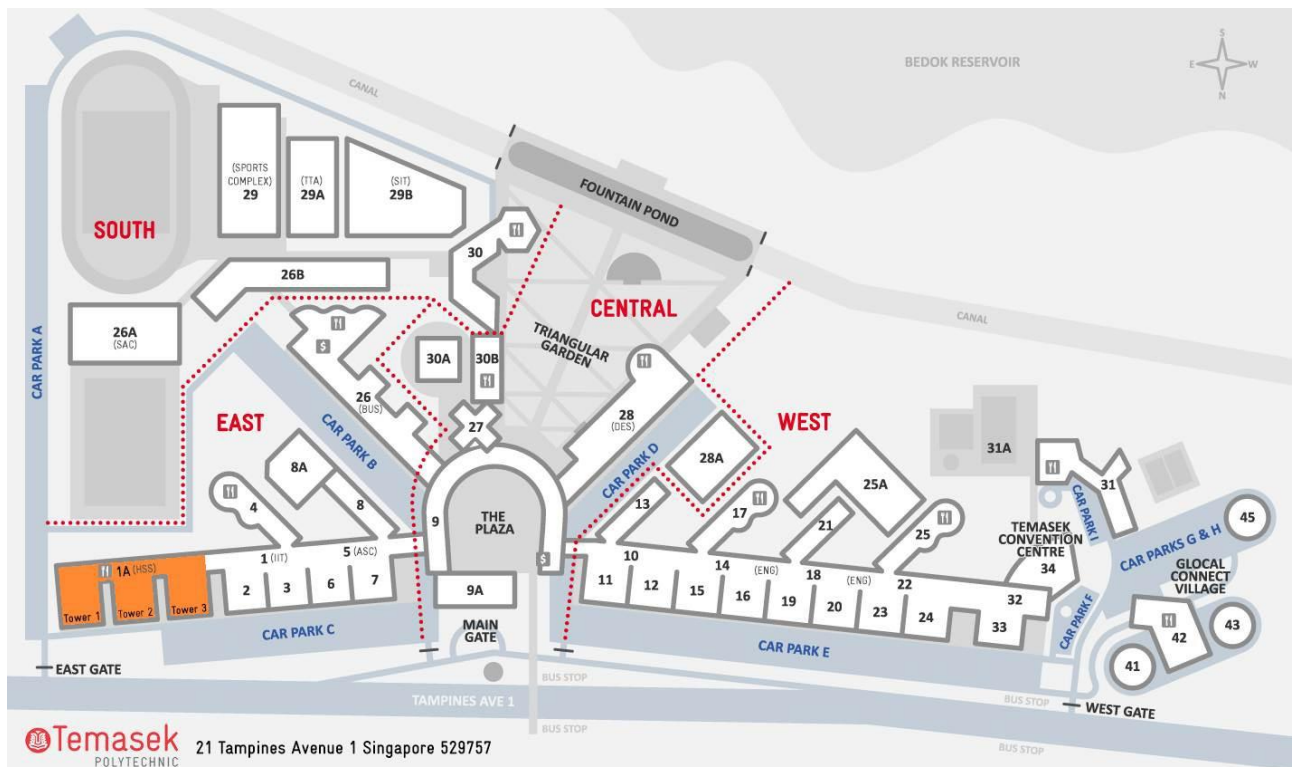 BEDOK RESERVOIR
S
E
W
N
CANAL
(SPORTS
COMPLEX)
29
(TTA)
29A
(SIT)
29B
FOUNTAIN POND
SOUTH
30
26B
CENTRAL
CANAL
26A
(SAC)
CAR PARK A
30A
30B
TRIANGULAR
GARDEN
EAST
26
(BUS)
CAR PARK B
27
28
(DES)
CAR PARK D
WEST
28A
31A
31
CAR PARK I
8A
4
8
9
THE
PLAZA
13
17
21
25A
25
TEMASEK
CONVENTION
CENTRE
34
CAR PARKS G & H
45
GLOCAL
CONNECT
VILLAGE
1A (HSS)
1 (IIT)
5 (ASC)
10
14
(ENG)
18
(ENG)
22
32
Tower 1
Tower 2
Tower 3
2
3
6
7
9A
11
12
15
16
19
20
23
24
33
CAR PARK F
42
43
41
CAR PARK C
MAIN
GATE
CAR PARK E
EAST GATE
BUS STOP
TAMPINES AVE 1
BUS STOP
WEST GATE
BUS STOP
BUS STOP
Temasek
POLYTECHNIC
21 Tampines Avenue 1 Singapore 529757
$
$